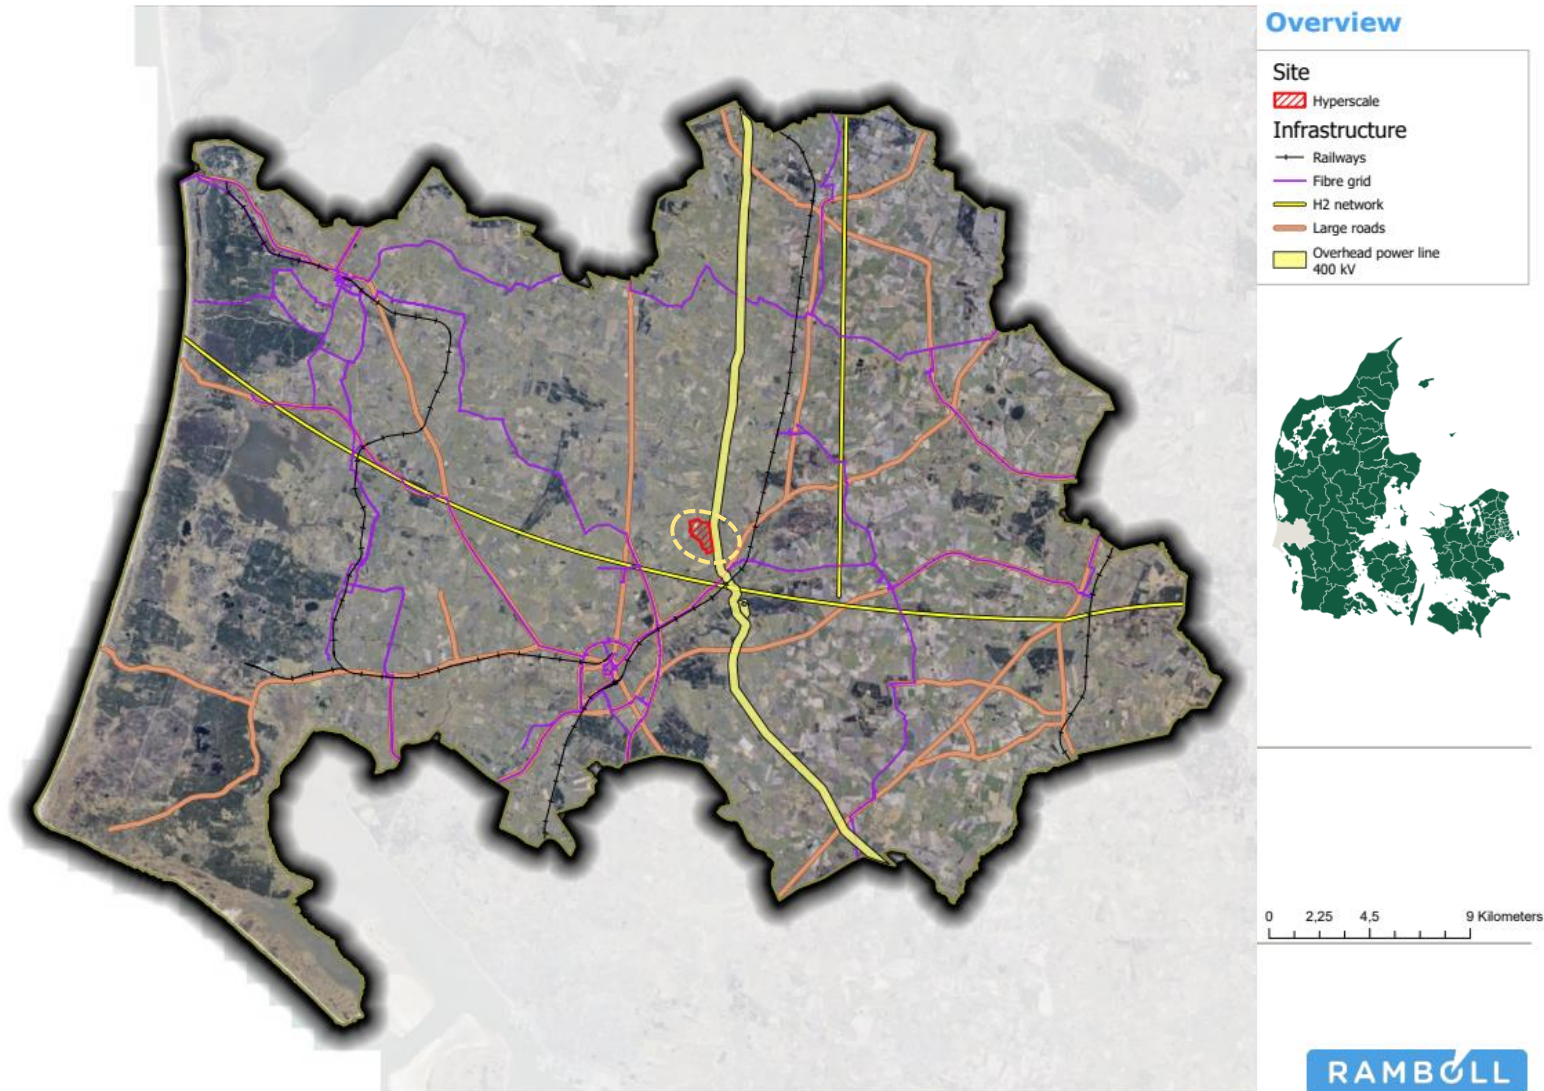 Overview
Site
Hyperscale
Infrastructure
Railways
Fibre grid
H2 network
Large roads
Overhead power line
400 kV
0 2,25 4,5 9 Kilometers
RAMBOLL